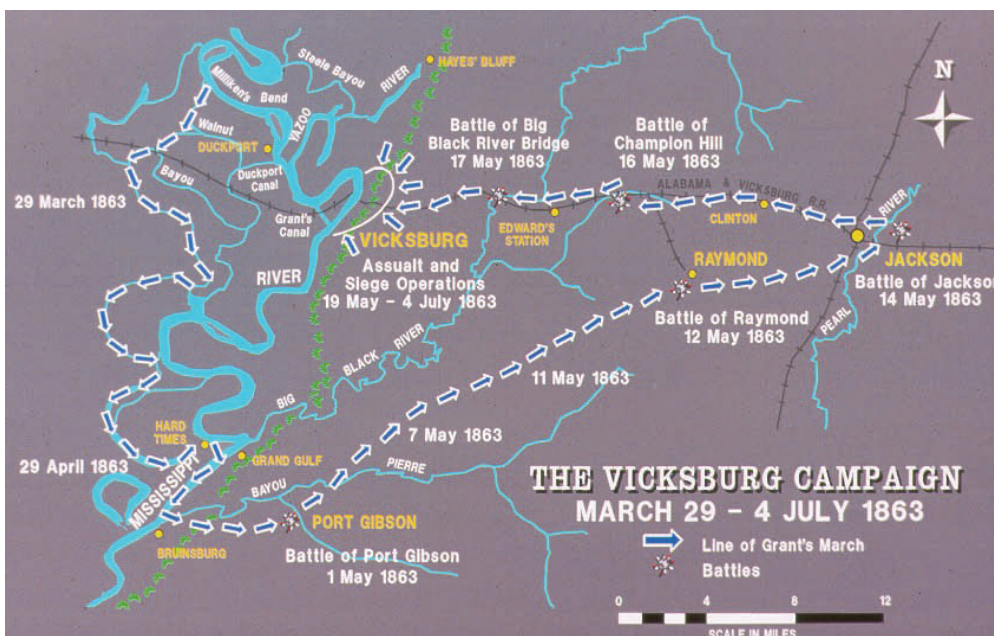 Steele Bayou
HAYES' BLUFF
RIVER
N
Milliken's
Bend
YAZOO
Walnut
DUCKPORT
Bayou
Duckport
Canal
Grant's
Canal
29 March 1863
Battle of Big
Black River Bridge
17 May 1863
Battle of
Champion Hill
16 May 1863
ALABAMA & VICKSBURG R.R.
CLINTON
RIVER
EDWARD'S
STATION
VICKSBURG
Assualt and
Siege Operations
19 May – 4 July 1863
RIVER
RAYMOND
JACKSON
Battle of Jackson
14 May 1863
Battle of Raymond
12 May 1863
PEARL
BLACK RIVER
BIG
11 May 1863
7 May 1863
HARD
TIMES
29 April 1863
GRAND GULF
MISSISSIPPI
BAYOU
PIERRE
PORT GIBSON
BRUINSBURG
Battle of Port Gibson
1 May 1863
THE VICKSBURG CAMPAIGN
MARCH 29 – 4 JULY 1863
Line of Grant's March
Battles
0 4 8 12
SCALE IN MILES